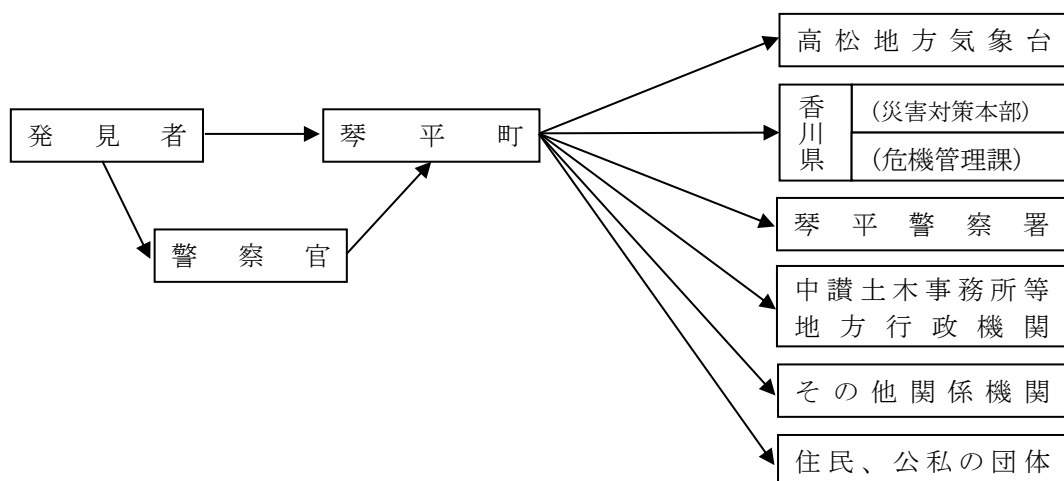 発見者
琴平町
警察官
高松地方気象台
香川県
(災害対策本部)
(危機管理課)
琴平警察署
中讃土木事務所等
地方行政機関
その他関係機関
住民、公私の団体